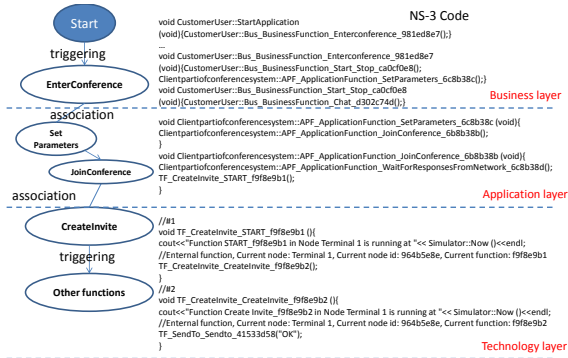 NS-3 Code
Start
void CustomerUser::StartApplication
(void){CustomerUser::Bus_BusinessFunction_Enterconference_981ed8e7();}
...
triggering
void CustomerUser::Bus_BusinessFunction_Enterconference_981ed8e7
(void){CustomerUser::Bus_BusinessFunction_Start_Stop_ca0cf0e8();
Clientpartofconferencesystem::APF_ApplicationFunction_SetParameters_6c8b38c();}
EnterConference
void CustomerUser::Bus_BusinessFunction_Start_Stop_ca0cf0e8
(void){CustomerUser::Bus_BusinessFunction_Chat_d302c74d();}
Business layer
association
Set
Parameters
void Clientpartofconferencesystem::APF_ApplicationFunction_SetParameters_6c8b38c (void){
Clientpartofconferencesystem::APF_ApplicationFunction_JoinConference_6b8b38b();
}
void Clientpartofconferencesystem::APF_ApplicationFunction_JoinConference_6b8b38b (void){
JoinConference
Clientpartofconferencesystem::APF_ApplicationFunction_WaitForResponsesFromNetwork_6c8b38d();
TF_CreateInvite_START_f9f8e9b1();
}
association
Application layer
CreateInvite
//#1
void TF_CreateInvite_START_f9f8e9b1 (){
cout<<"Function START_f9f8e9b1 in Node Terminal 1 is running at "<< Simulator::Now ()<<endl;
//Enternal function, Current node: Terminal 1, Current node id: 964b5e8e, Current function: f9f8e9b1
TF_CreateInvite_CreateInvite_f9f8e9b2();
}
triggering
Other functions
//#2
void TF_CreateInvite_CreateInvite_f9f8e9b2 (){
cout<<"Function Create Invite_f9f8e9b2 in Node Terminal 1 is running at "<< Simulator::Now ()<<endl;
//Enternal function, Current node: Terminal 1, Current node id: 964b5e8e, Current function: f9f8e9b2
TF_SendTo_Sendto_41533d58("OK");
}
Technology layer